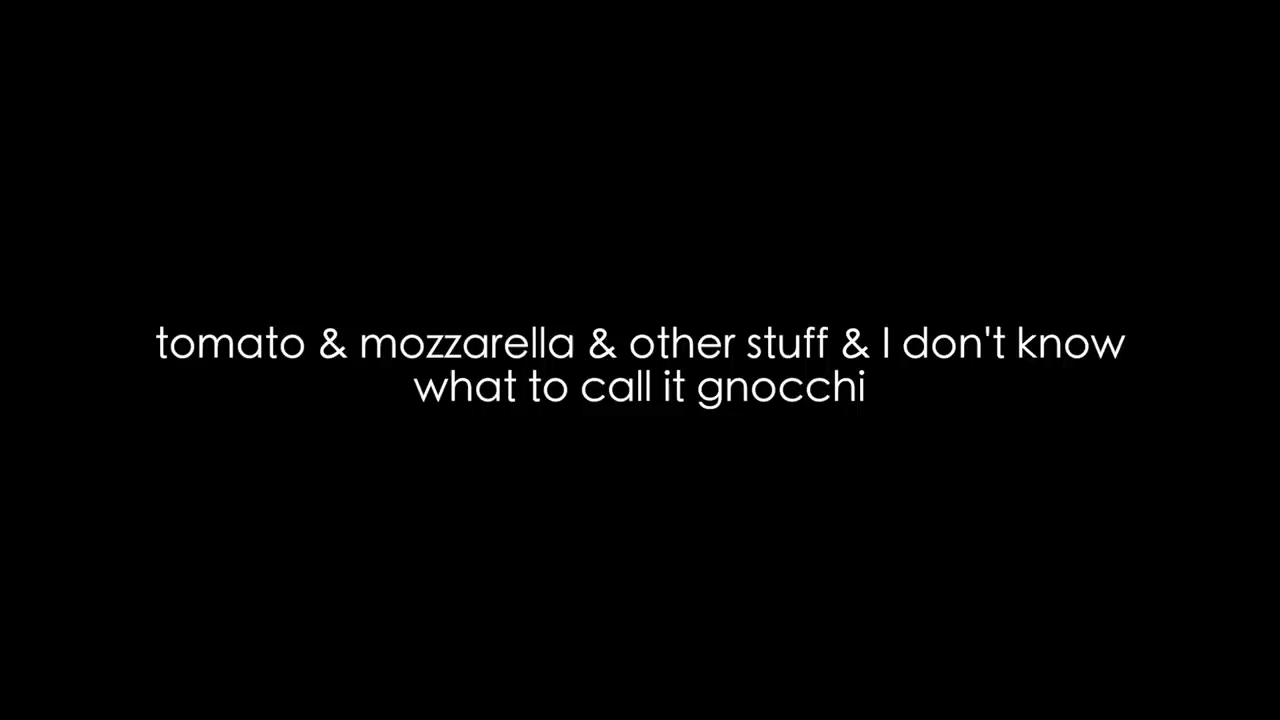 tomato & mozzarella & other stuff & I don't know
what to call it gnocchi